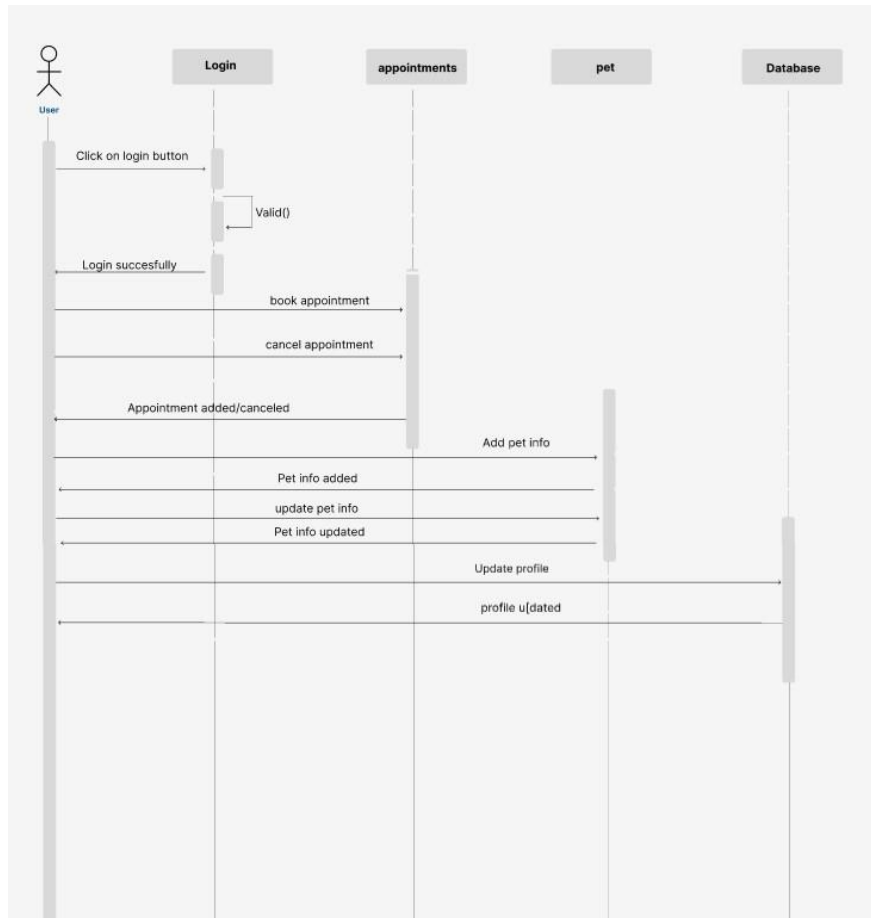 Login
appointments
pet
Database
User
Click on login button
Valid()
Login succesfully
book appointment
cancel appointment
Appointment added/canceled
Add pet info
Pet info added
update pet info
Pet info updated
Update profile
profile u[dated